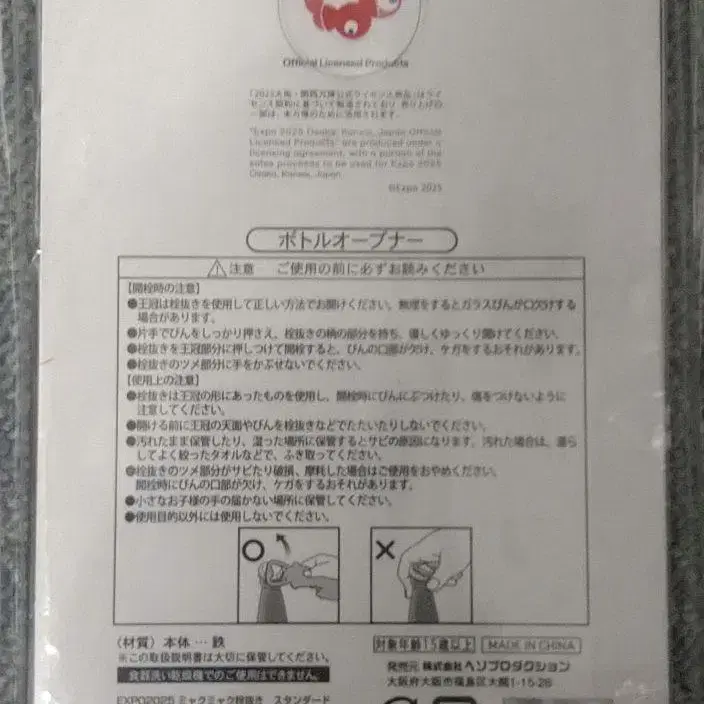 Official Licensed Products
「2025大阪・関西万博公式ライセンス商品」はライ
センス契約に基づいて製造されており、売り上げの
一部は、本万博のために活用されます。
"Expo 2025 Osaka, Kansai, Japan Official
Licensed Products" are produced under a
licensing agreement, with a portion of the
sales proceeds to be used for Expo 2025
Osaka, Kansai, Japan.
©Expo 2025
ボトルオープナー
注意 ご使用の前に必ずお読みください
【開栓時の注意】
●王冠は栓抜きを使用して正しい方法でお開けください。無理をするとガラスびんが口欠けする
場合があります。
●片手でびんをしっかり押さえ、栓抜きの柄の部分を持ち、優しくゆっくり開けてください。
●栓抜きを王冠部分に押しつけて開栓すると、びんの口部が欠け、ケガをするおそれがあります。
●栓抜きのツメ部分に手をかぶせないでください。
【使用上の注意】
●栓抜きは王冠の形にあったものを使用し、開栓時にびんにぶつけたり、傷をつけないように
注意してください。
●開ける前に王冠の天面やびんを栓抜きなどでたたいたりしないでください。
●汚れたまま保管したり、湿った場所に保管するとサビの原因になります。汚れた場合は、濡ら
してよく絞ったタオルなどで、ふき取ってください。
●栓抜きのツメ部分がサビたり破損、摩耗した場合はご使用をおやめください。
開栓時にびんの口部が欠け、ケガをするおそれがあります。
●小さなお子様の手の届かない場所に保管してください。
●使用目的以外には使用しないでください。
〈材質〉本体…鉄
※この取扱説明書は大切に保管してください。
食器洗い乾燥機でのご使用はできません。
EXPO2025 ミャクミャク栓抜き スタンダード
対象年齢15歳以上 MADE IN CHINA
発売元 株式会社ヘソプロダクション
大阪府大阪市福島区大開1-15-28